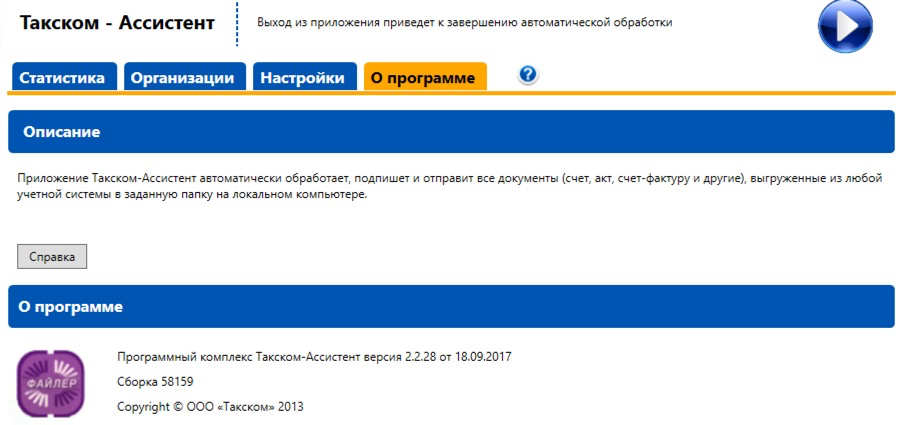 Такском - Ассистент
Выход из приложения приведет к завершению автоматической обработки
Статистика
Организации
Настройки
О программе
?
Описание
Приложение Такском-Ассистент автоматически обработает, подпишет и отправит все документы (счет, акт, счет-фактуру и другие), выгруженные из любой
учетной системы в заданную папку на локальном компьютере.
Справка
О программе
ФАЙЛЕР
Программный комплекс Такском-Ассистент версия 2.2.28 от 18.09.2017
Сборка 58159
Copyright © ООО «Такском» 2013